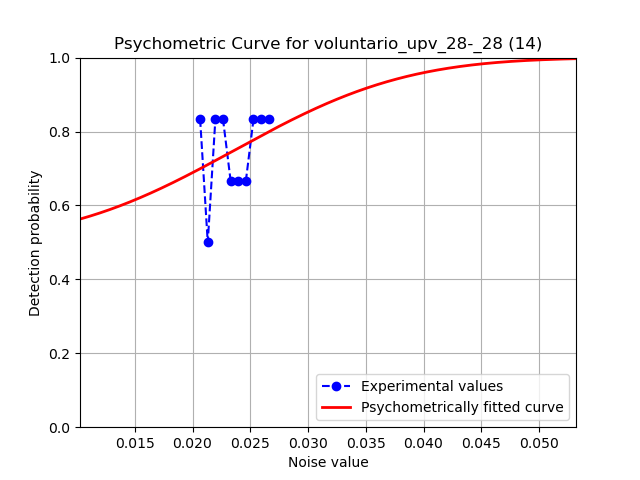 Psychometric Curve for voluntario_upv_28-_28 (14)
1.0
0.8
0.6
0.4
0.2
0.0
Detection probability
Experimental values
Psychometrically fitted curve
0.015 0.020 0.025 0.030 0.035 0.040 0.045 0.050
Noise value